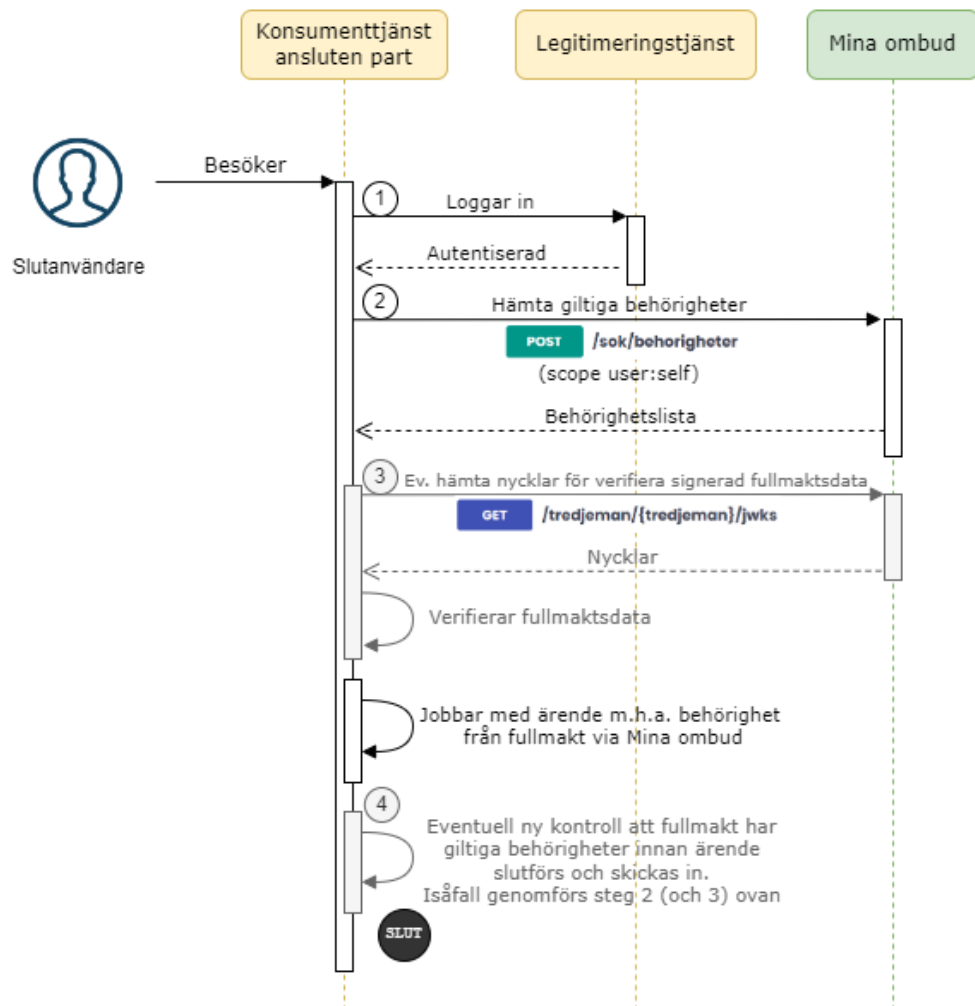 Konsumenttjänst
ansluten part
Legitimeringstjänst
Mina ombud
Besöker
Slutanvändare
1
Loggar in
Autentiserad
2
Hämta giltiga behörigheter
POST /sok/behorigheter
(scope user:self)
Behörighetslista
3
Ev. hämta nycklar för verifiera signerad fullmaktsdata
GET /tredjeman/{tredjeman}/jwks
Nycklar
Verifierar fullmaktsdata
Jobbar med ärende m.h.a. behörighet
från fullmakt via Mina ombud
4
Eventuell ny kontroll att fullmakt har
giltiga behörigheter innan ärende
slutförs och skickas in.
Isåfall genomförs steg 2 (och 3) ovan
SLUT